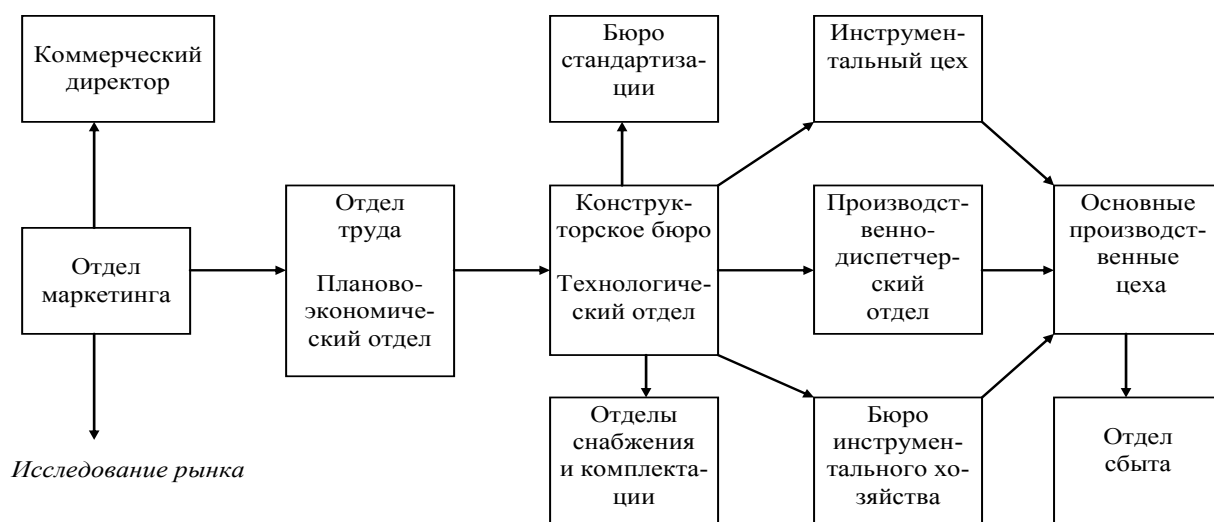 Коммерческий
директор
Бюро
стандартиза-
ции
Инструмен-
тальный цех
Отдел
маркетинга
Отдел
труда
Планово-
экономиче-
ский отдел
Конструк-
торское бюро
Технологиче-
ский отдел
Производст-
венно-
диспетчер-
ский
отдел
Основные
производст-
венные
цеха
Исследование рынка
Отделы
снабжения
и комплекта-
ции
Бюро
инструмен-
тального хо-
зяйства
Отдел
сбыта